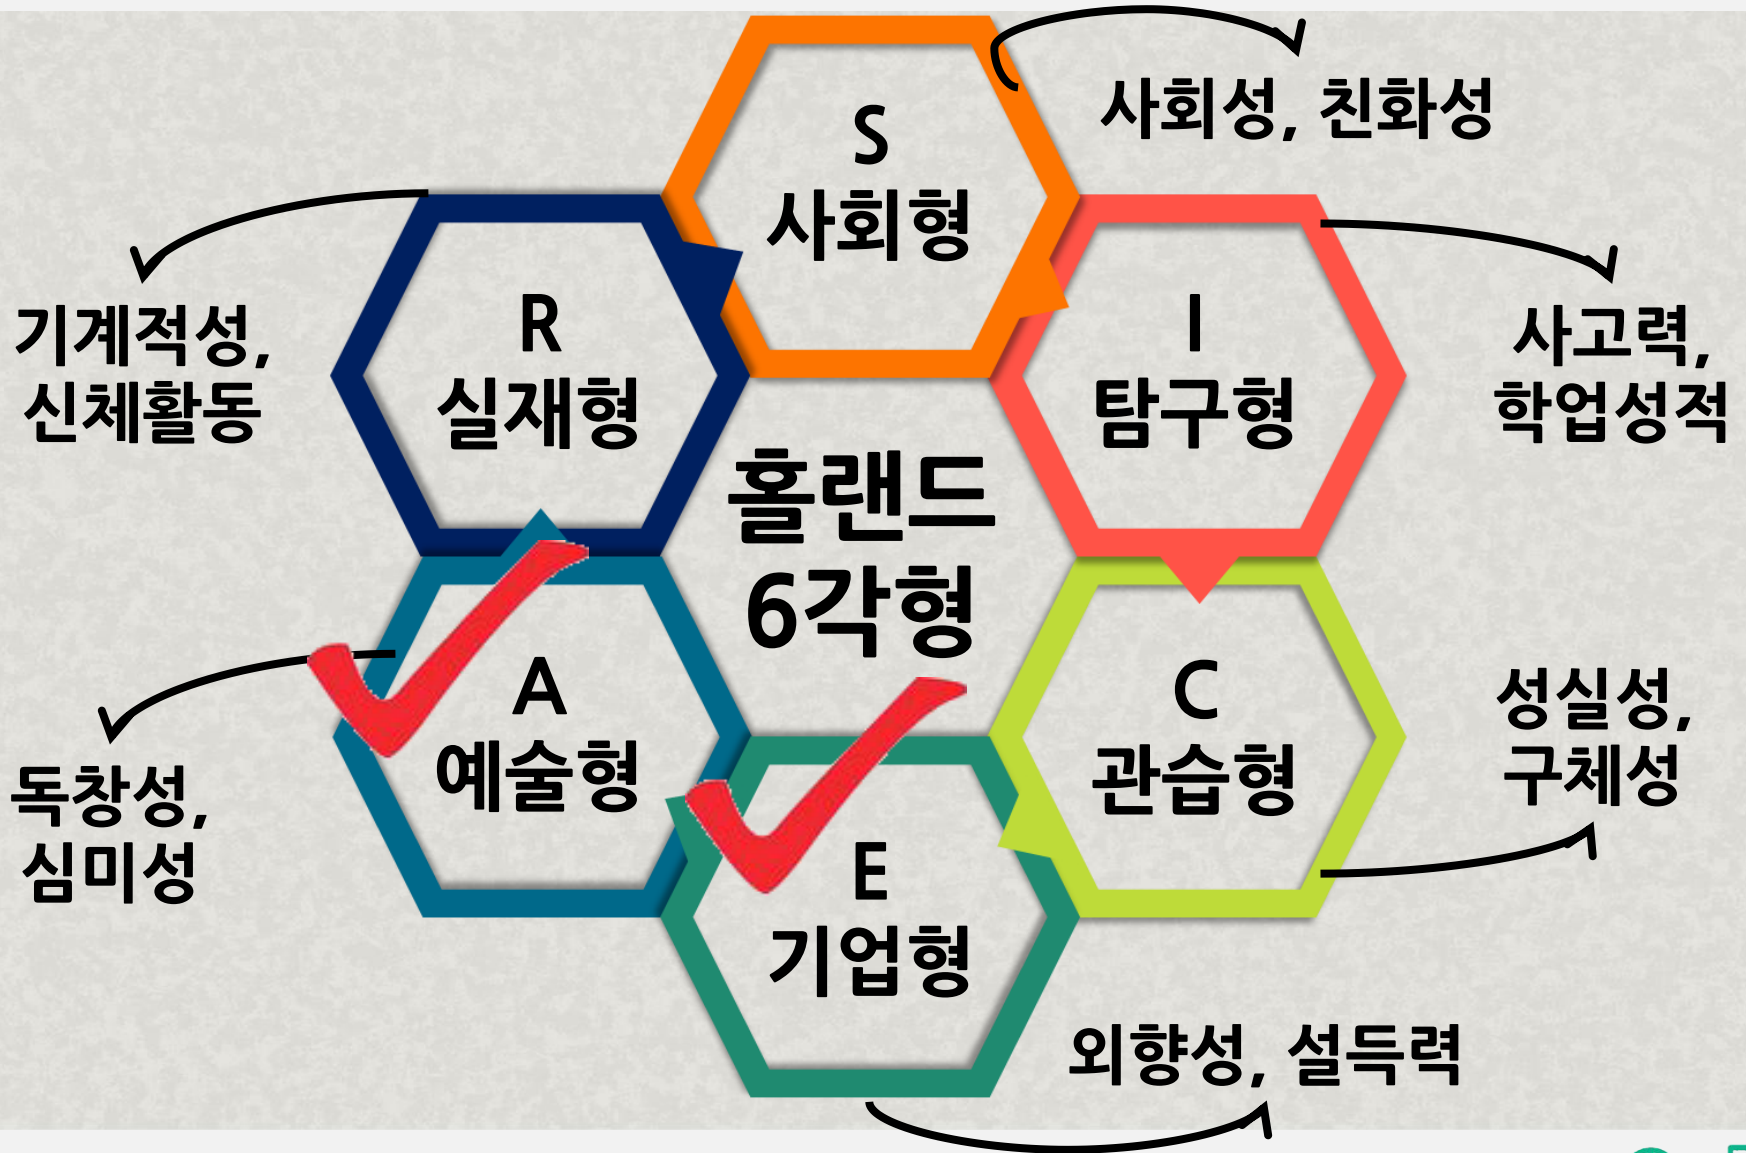 S
사회형
사회성, 친화성
R
실재형
기계적성,
신체활동
I
탐구형
사고력,
학업성적
홀랜드
6각형
A
예술형
독창성,
심미성
C
관습형
성실성,
구체성
E
기업형
외향성, 설득력